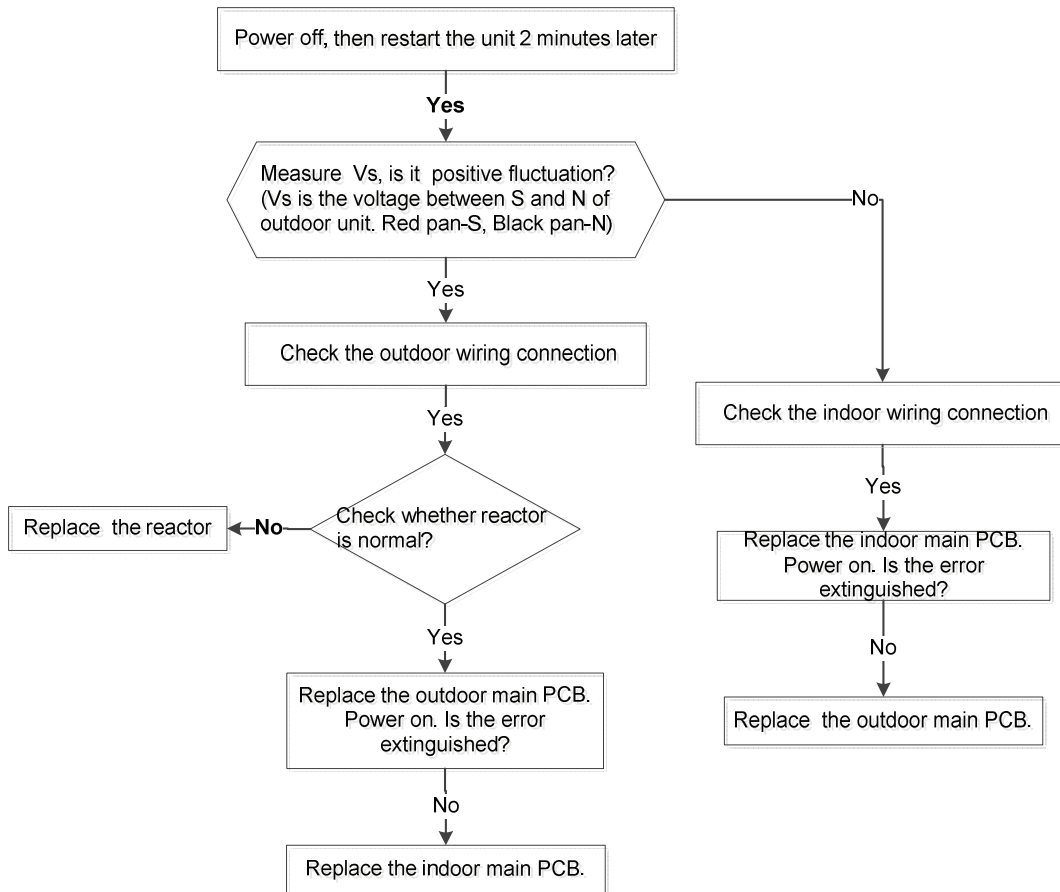 Power off, then restart the unit 2 minutes later
Yes
Measure Vs, is it positive fluctuation?
(Vs is the voltage between S and N of
outdoor unit. Red pan-S, Black pan-N)
No
Yes
Check the outdoor wiring connection
Yes
Check the indoor wiring connection
Yes
Check whether reactor
is normal?
No
Replace the reactor
Replace the indoor main PCB.
Power on. Is the error
extinguished?
Yes
No
Replace the outdoor main PCB.
Power on. Is the error
extinguished?
Replace the outdoor main PCB.
No
Replace the indoor main PCB.